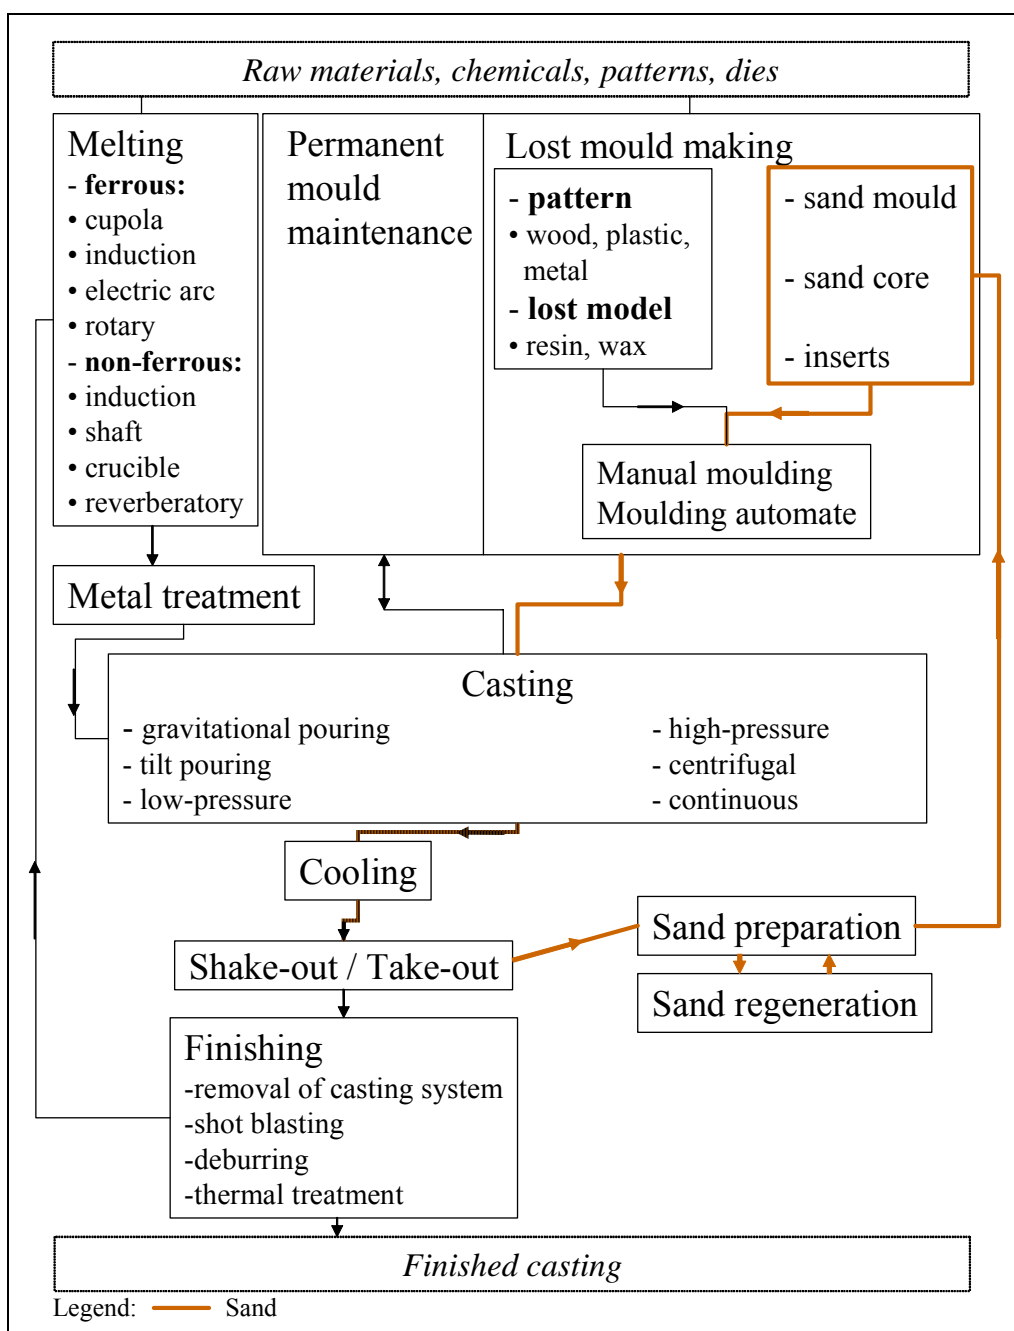 Raw materials, chemicals, patterns, dies
Melting
- ferrous:
• cupola
• induction
• electric arc
• rotary
- non-ferrous:
• induction
• shaft
• crucible
• reverberatory
Permanent
mould
maintenance
Lost mould making
- pattern
• wood, plastic,
metal
- lost model
• resin, wax
- sand mould
- sand core
- inserts
Manual moulding
Moulding automate
Metal treatment
Casting
- gravitational pouring
- tilt pouring
- low-pressure
- high-pressure
- centrifugal
- continuous
Cooling
Shake-out / Take-out
Sand preparation
Sand regeneration
Finishing
-removal of casting system
-shot blasting
-deburring
-thermal treatment
Finished casting
Legend: Sand